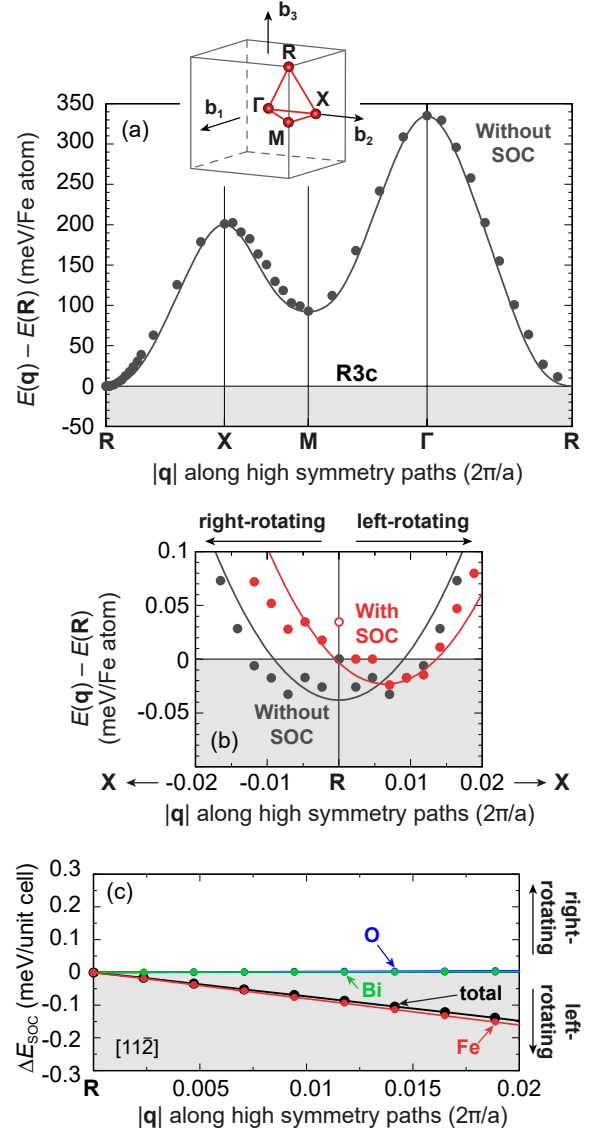 b₃
R
Γ
X
b₁
b₂
M
(a)
Without
SOC
350
300
250
200
150
100
50
0
-50
E(q) – E(R) (meV/Fe atom)
R3c
R X M Γ R
|q| along high symmetry paths (2π/a)
right-rotating left-rotating
0.1
0.05
0
-0.05
E(q) – E(R)
(meV/Fe atom)
With
SOC
Without
SOC
(b)
X -0.02 -0.01 R 0.01 0.02 X
|q| along high symmetry paths (2π/a)
(c)
0.3
0.2
0.1
0
-0.1
-0.2
-0.3
ΔE_SOC (meV/unit cell)
O
Bi
total
Fe
[112̄]
right-
rotating
left-
rotating
R 0.005 0.01 0.015 0.02
|q| along high symmetry paths (2π/a)